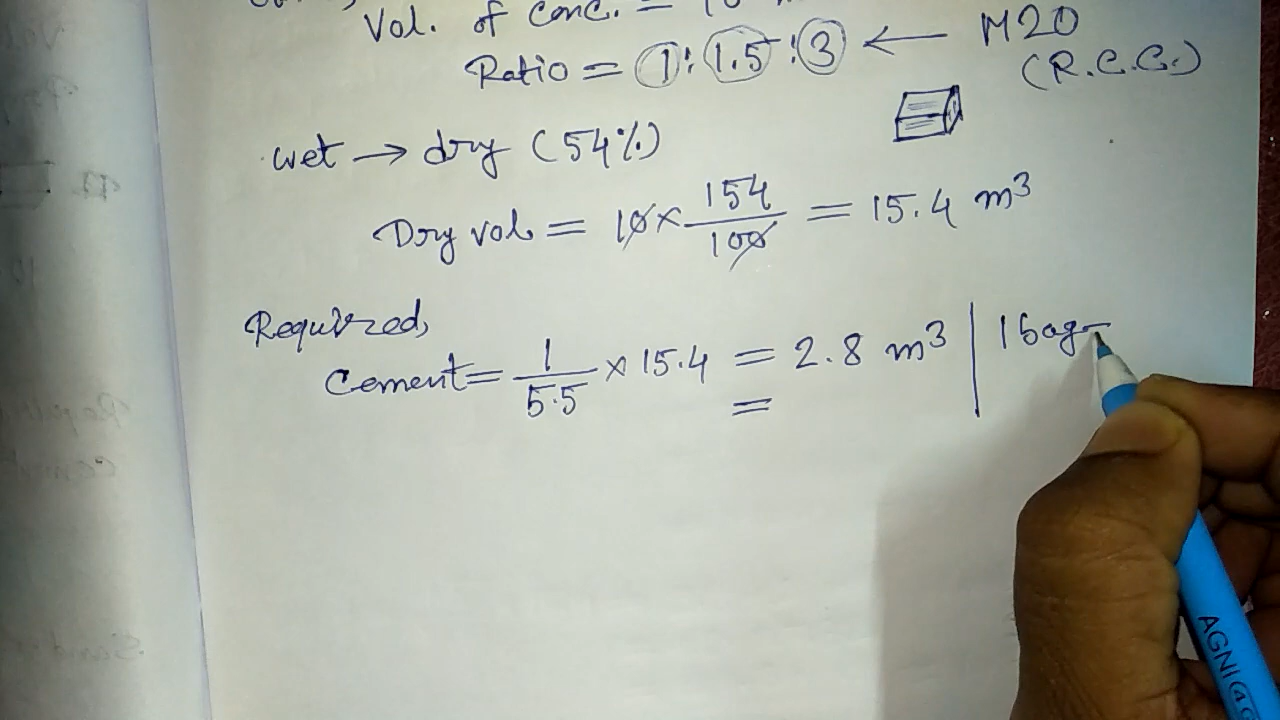 Vol. of Conc. = 10
Ratio = 1 : 1.5 : 3 ← M20
(R.C.C.)
wet → dry (54%)
Dry vol. = 10 × 154/100 = 15.4 m³
Required,
Cement = 1/5.5 × 15.4 = 2.8 m³ | 1 bag =
=
AGNI